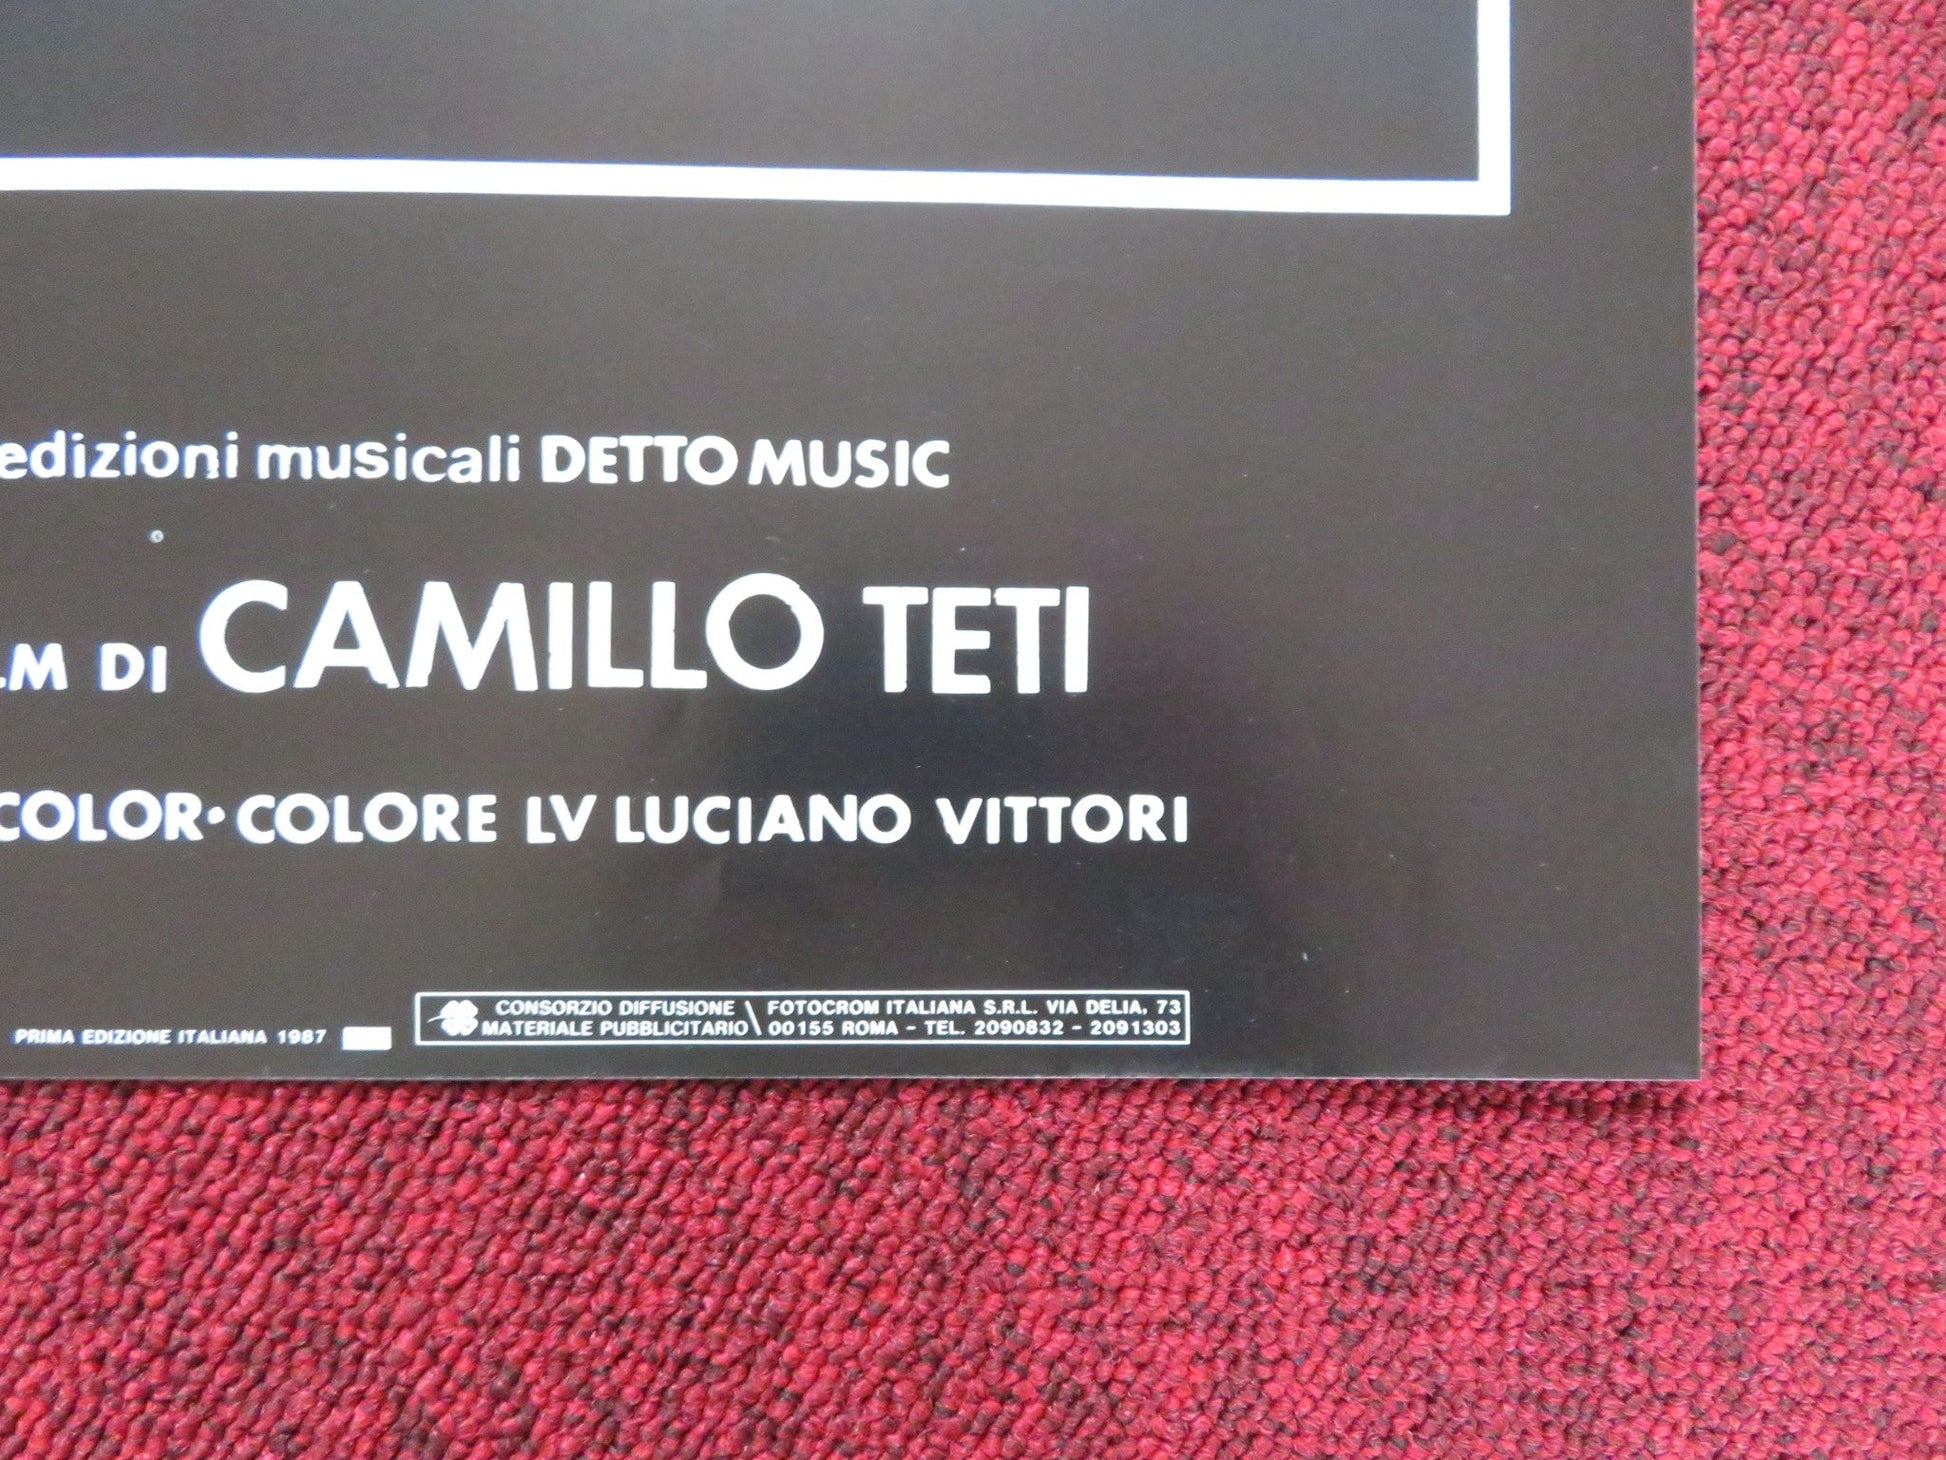 edizioni musicali DETTO MUSIC
LM DI CAMILLO TETI
COLOR·COLORE LV LUCIANO VITTORI
PRIMA EDIZIONE ITALIANA 1987
CONSORZIO DIFFUSIONE \ FOTOCROM ITALIANA S.R.L. VIA DELIA, 73
MATERIALE PUBBLICITARIO \ 00155 ROMA - TEL. 2090832 - 2091303